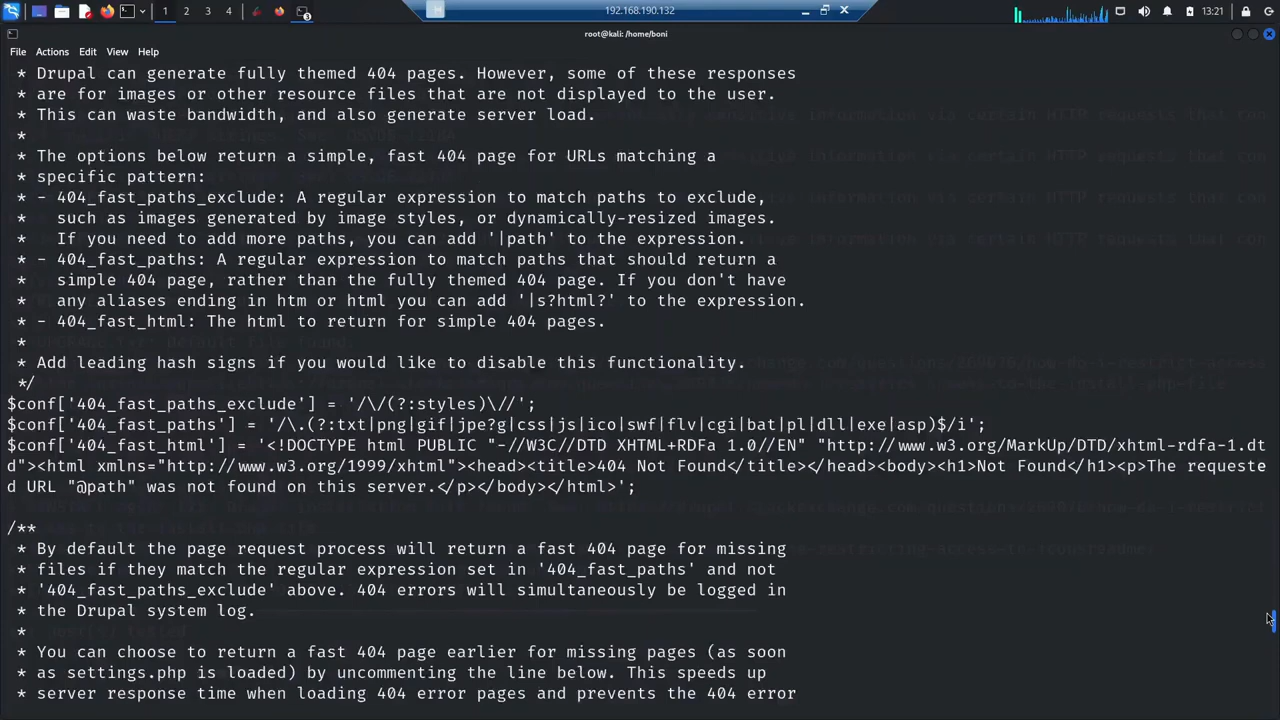 1 2 3 4
192.168.190.132
13:21
root@kali: /home/boni
File Actions Edit View Help
* Drupal can generate fully themed 404 pages. However, some of these responses
* are for images or other resource files that are not displayed to the user.
* This can waste bandwidth, and also generate server load.
*
* The options below return a simple, fast 404 page for URLs matching a
* specific pattern:
* - 404_fast_paths_exclude: A regular expression to match paths to exclude,
*   such as images generated by image styles, or dynamically-resized images.
*   If you need to add more paths, you can add '|path' to the expression.
* - 404_fast_paths: A regular expression to match paths that should return a
*   simple 404 page, rather than the fully themed 404 page. If you don't have
*   any aliases ending in htm or html you can add '|s?html?' to the expression.
* - 404_fast_html: The html to return for simple 404 pages.
*
* Add leading hash signs if you would like to disable this functionality.
*/
$conf['404_fast_paths_exclude'] = '/\/(?:styles)\//';
$conf['404_fast_paths'] = '/\.(?:txt|png|gif|jpe?g|css|js|ico|swf|flv|cgi|bat|pl|dll|exe|asp)$/i';
$conf['404_fast_html'] = '<!DOCTYPE html PUBLIC "-//W3C//DTD XHTML+RDFa 1.0//EN" "http://www.w3.org/MarkUp/DTD/xhtml-rdfa-1.dt
d"><html xmlns="http://www.w3.org/1999/xhtml"><head><title>404 Not Found</title></head><body><h1>Not Found</h1><p>The requeste
d URL "@path" was not found on this server.</p></body></html>';
/**
* By default the page request process will return a fast 404 page for missing
* files if they match the regular expression set in '404_fast_paths' and not
* '404_fast_paths_exclude' above. 404 errors will simultaneously be logged in
* the Drupal system log.
*
* You can choose to return a fast 404 page earlier for missing pages (as soon
* as settings.php is loaded) by uncommenting the line below. This speeds up
* server response time when loading 404 error pages and prevents the 404 error